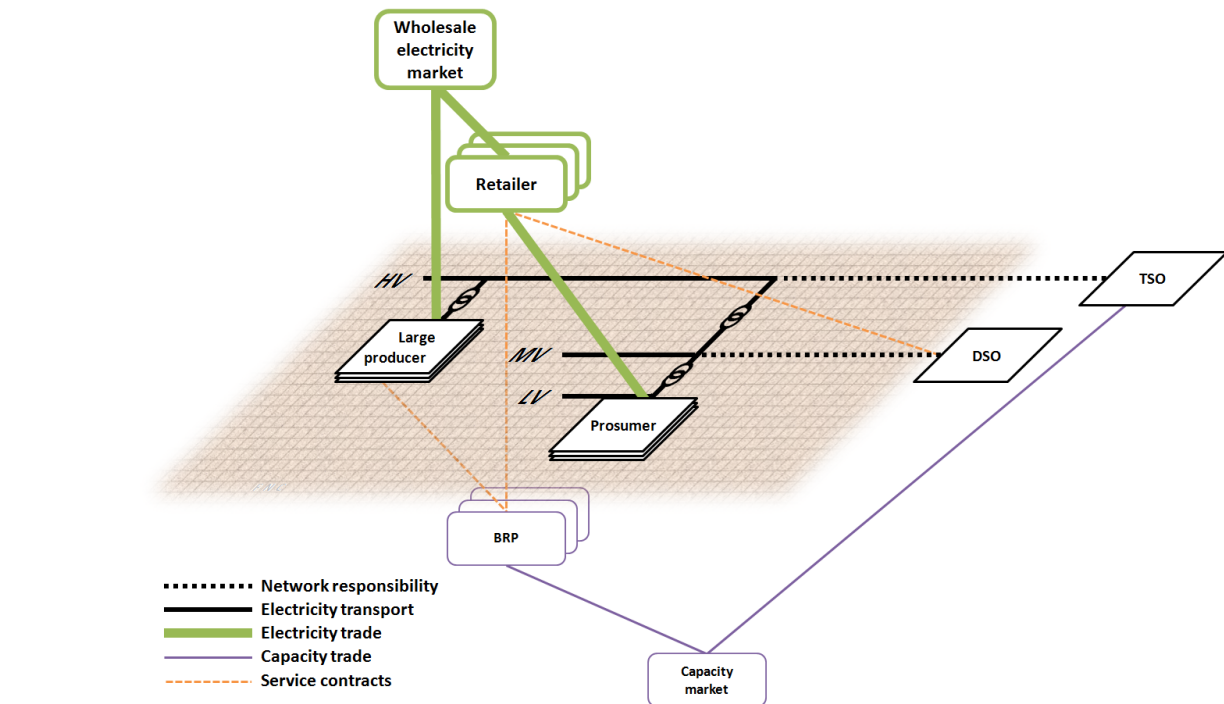 Wholesale
electricity
market
Retailer
HV
TSO
Large
producer
MV
DSO
LV
Prosumer
BRP
Network responsibility
Electricity transport
Electricity trade
Capacity trade
Service contracts
Capacity
market